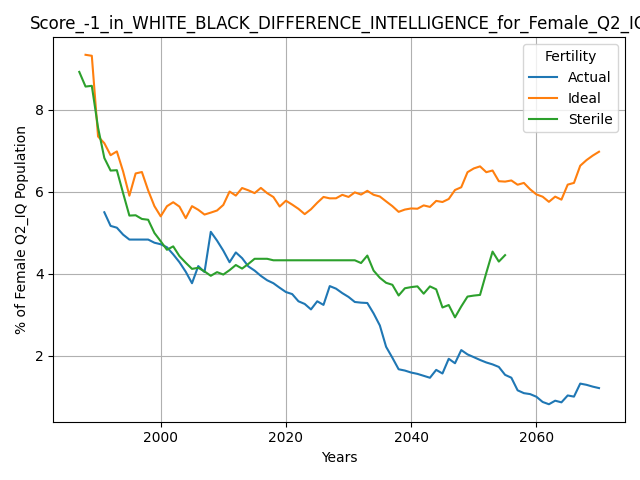 Score_-1_in_WHITE_BLACK_DIFFERENCE_INTELLIGENCE_for_Female_Q2_IQ
Fertility
Actual
Ideal
Sterile
% of Female Q2_IQ Population
8
6
4
2
2000 2020 2040 2060
Years